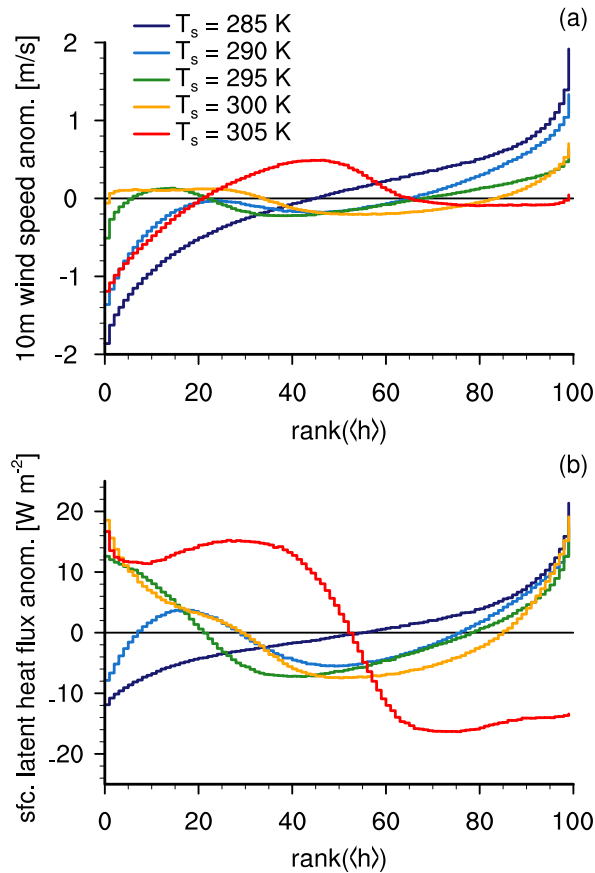 (a)
2
1
0
-1
-2
10m wind speed anom. [m/s]
Tₛ = 285 K
Tₛ = 290 K
Tₛ = 295 K
Tₛ = 300 K
Tₛ = 305 K
0 20 40 60 80 100
rank(⟨h⟩)
(b)
20
10
0
-10
-20
sfc. latent heat flux anom. [W m⁻²]
0 20 40 60 80 100
rank(⟨h⟩)